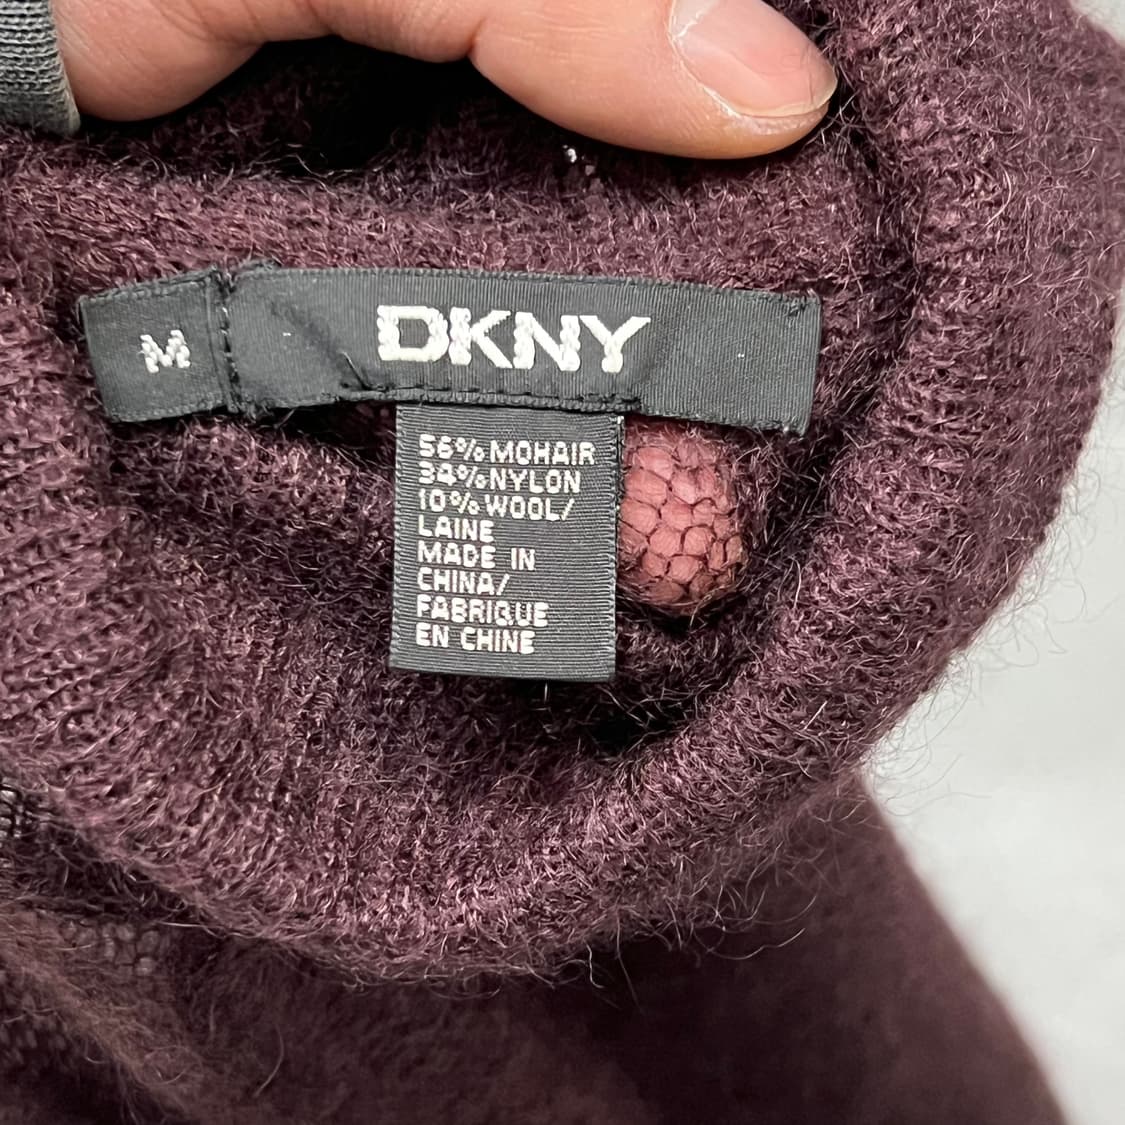 M
DKNY
56% MOHAIR
34% NYLON
10% WOOL/
LAINE
MADE IN
CHINA/
FABRIQUE
EN CHINE